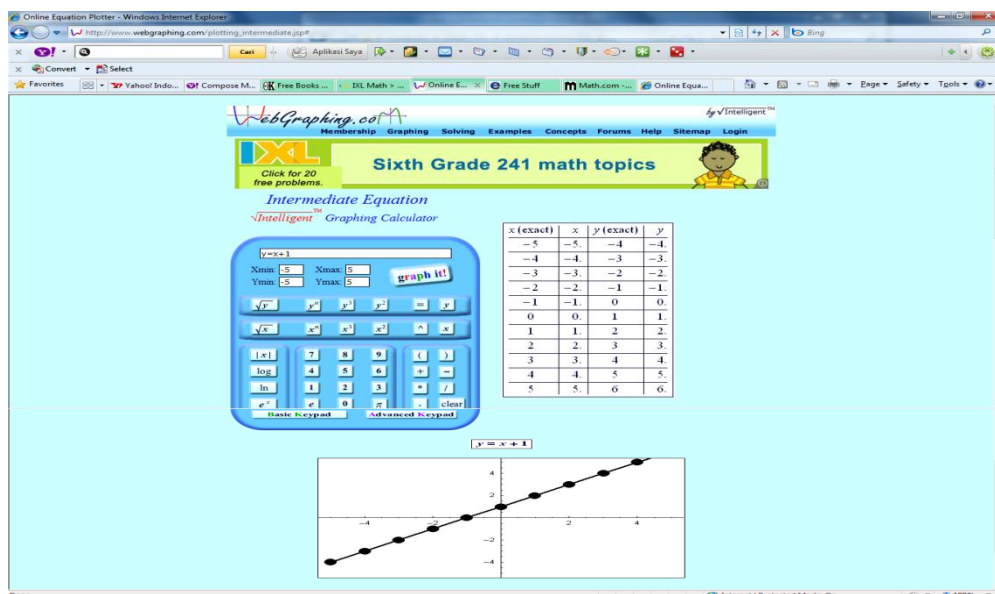 Online Equation Plotter - Windows Internet Explorer
http://www.webgraphing.com/plotting_intermediate.jsp#
Bing
Cari
Aplikasi Saya
Convert Select
Favorites Yahoo! Indo... Compose M... Free Books ... IXL Math > ... Online E... Free Stuff Math.com -... Online Equa... Page Safety Tools
WebGraphing.com
by √Intelligent™
Membership Graphing Solving Examples Concepts Forums Help Sitemap Login
IXL
Click for 20
free problems.
Sixth Grade 241 math topics
Intermediate Equation
√Intelligent™ Graphing Calculator
y=x+1
Xmin: -5 Xmax: 5
Ymin: -5 Ymax: 5
graph it!
√y yⁿ y³ y² = y
√x xⁿ x³ x² ^ x
|x| 7 8 9 ( )
log 4 5 6 + −
ln 1 2 3 * /
eˣ e 0 π . clear
Basic Keypad Advanced Keypad
x (exact) x y (exact) y
−5 −5. −4 −4.
−4 −4. −3 −3.
−3 −3. −2 −2.
−2 −2. −1 −1.
−1 −1. 0 0.
0 0. 1 1.
1 1. 2 2.
2 2. 3 3.
3 3. 4 4.
4 4. 5 5.
5 5. 6 6.
y = x + 1
4
2
−4 −2 2 4
−2
−4